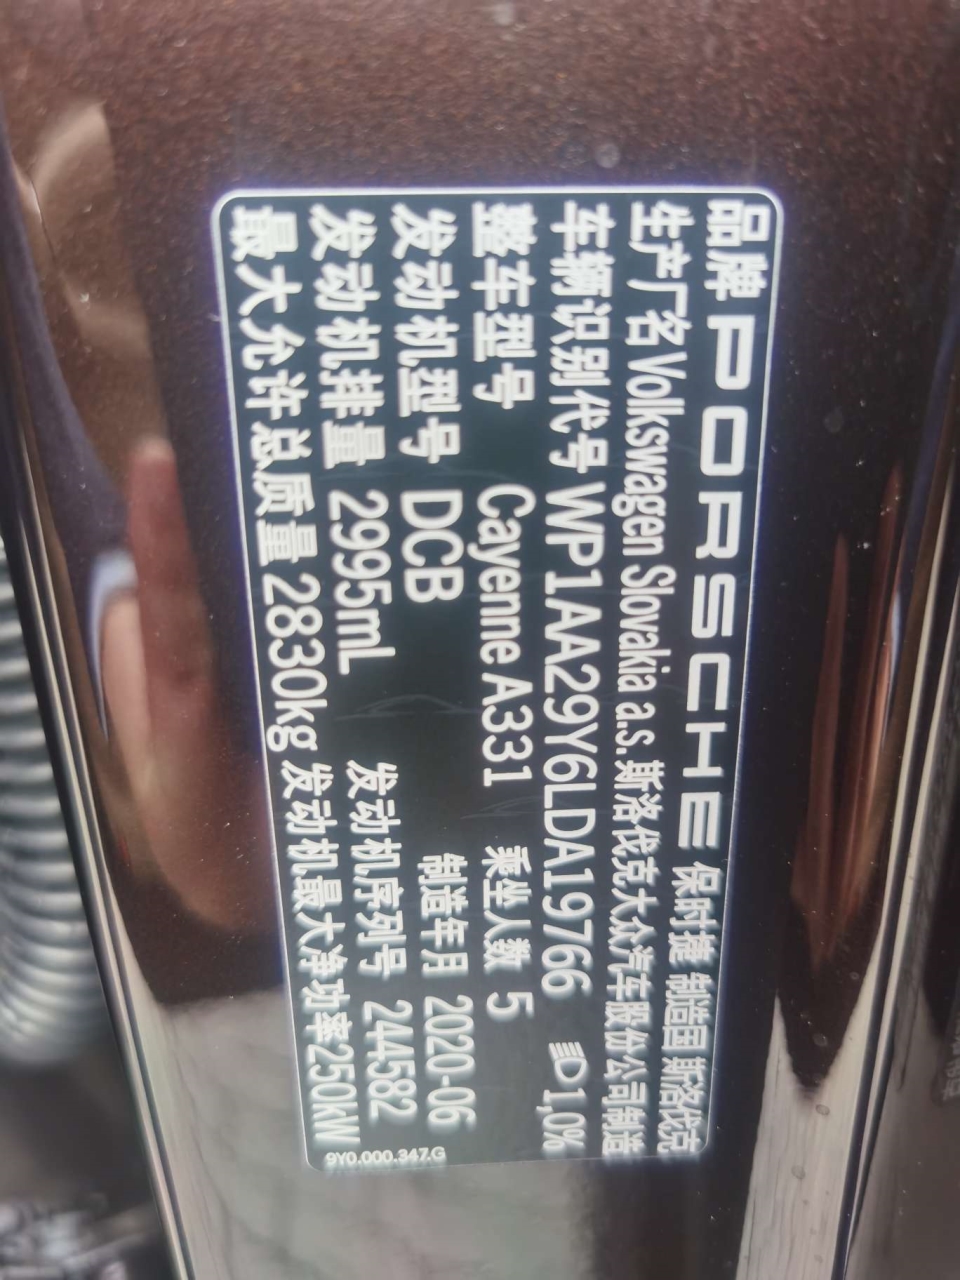 品牌 PORSCHE 保时捷 制造国 斯洛伐克
生产厂名 Volkswagen Slovakia a.s. 斯洛伐克大众汽车股份公司制造
车辆识别代号 WP1AA29Y6LDA19766 1,0%
整车型号 Cayenne A331 乘坐人数 5
发动机型号 DCB 制造年月 2020-06
发动机排量 2995mL 发动机序列号 244582
最大允许总质量 2830kg 发动机最大净功率250kW
9Y0.000.347.G